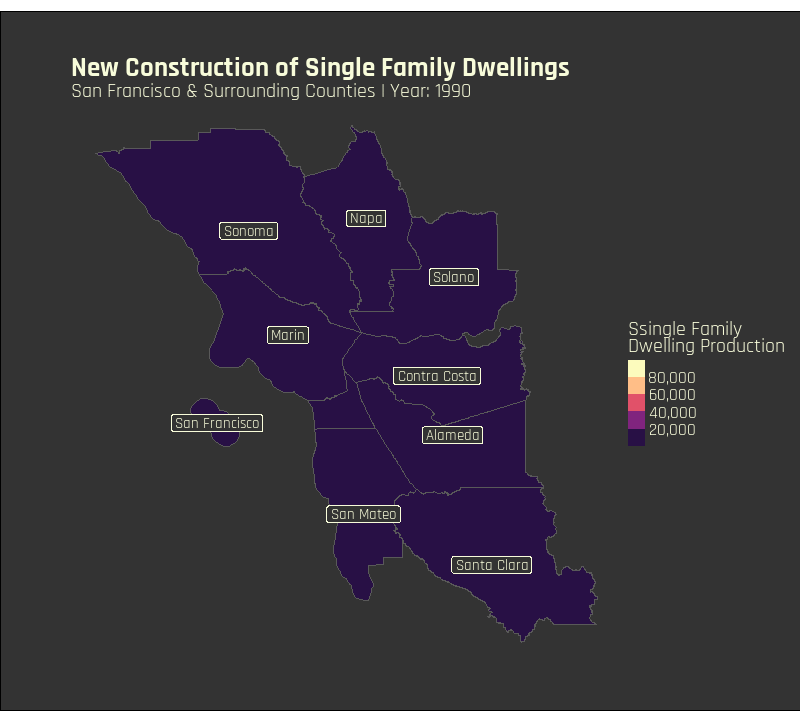 New Construction of Single Family Dwellings
San Francisco & Surrounding Counties | Year: 1990
Napa
Sonoma
Solano
Marin
Contra Costa
San Francisco
Alameda
San Mateo
Santa Clara
Ssingle Family
Dwelling Production
80,000
60,000
40,000
20,000